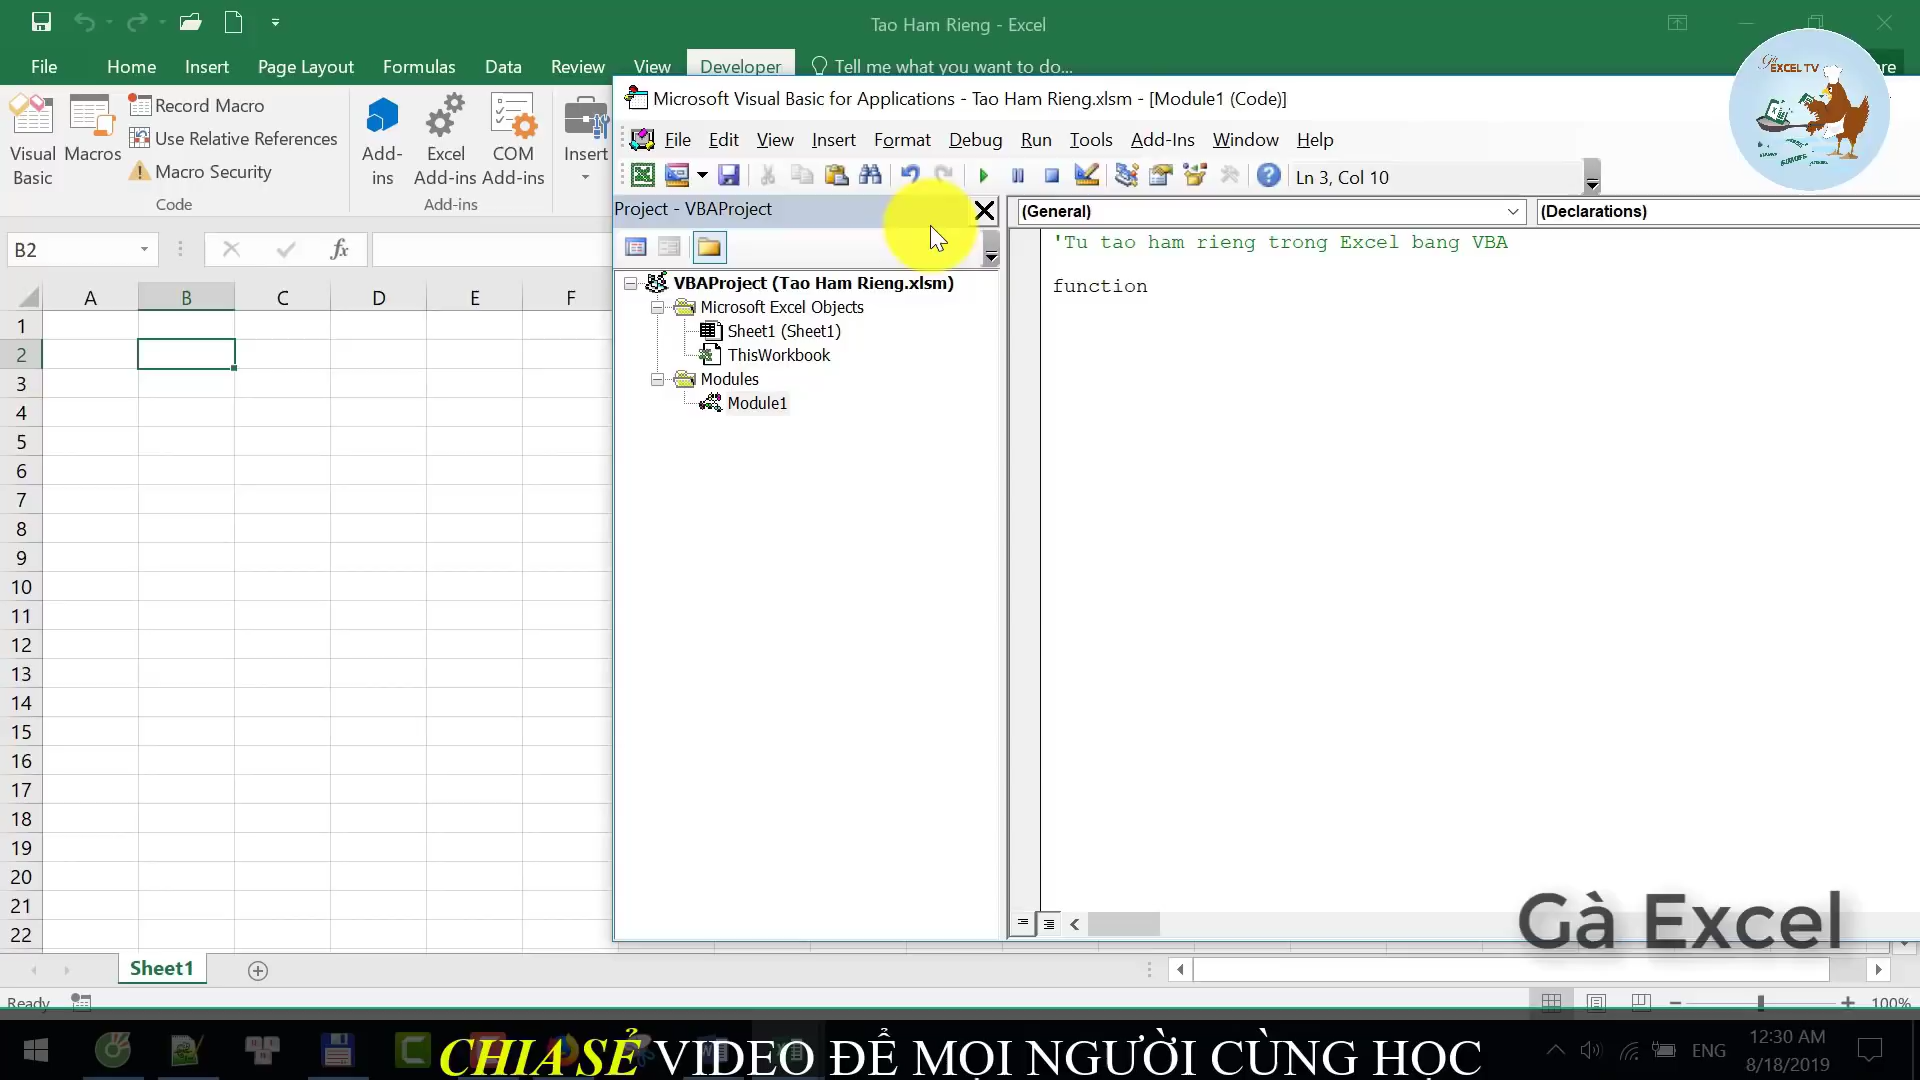 Tao Ham Rieng - Excel
File Home Insert Page Layout Formulas Data Review View Developer Tell me what you want to do...
Gà EXCEL TV
Visual Basic
Macros
Record Macro
Use Relative References
Macro Security
Code
Add-ins
Excel Add-ins
COM Add-ins
Add-ins
Insert
Microsoft Visual Basic for Applications - Tao Ham Rieng.xlsm - [Module1 (Code)]
File Edit View Insert Format Debug Run Tools Add-Ins Window Help
Ln 3, Col 10
Project - VBAProject
(General)
(Declarations)
B2
fx
'Tu tao ham rieng trong Excel bang VBA
function
VBAProject (Tao Ham Rieng.xlsm)
Microsoft Excel Objects
Sheet1 (Sheet1)
ThisWorkbook
Modules
Module1
A B C D E F
1
2
3
4
5
6
7
8
9
10
11
12
13
14
15
16
17
18
19
20
21
22
Gà Excel
Sheet1
Ready
100%
CHIA SẺ VIDEO ĐỂ MỌI NGƯỜI CÙNG HỌC
ENG
12:30 AM
8/18/2019